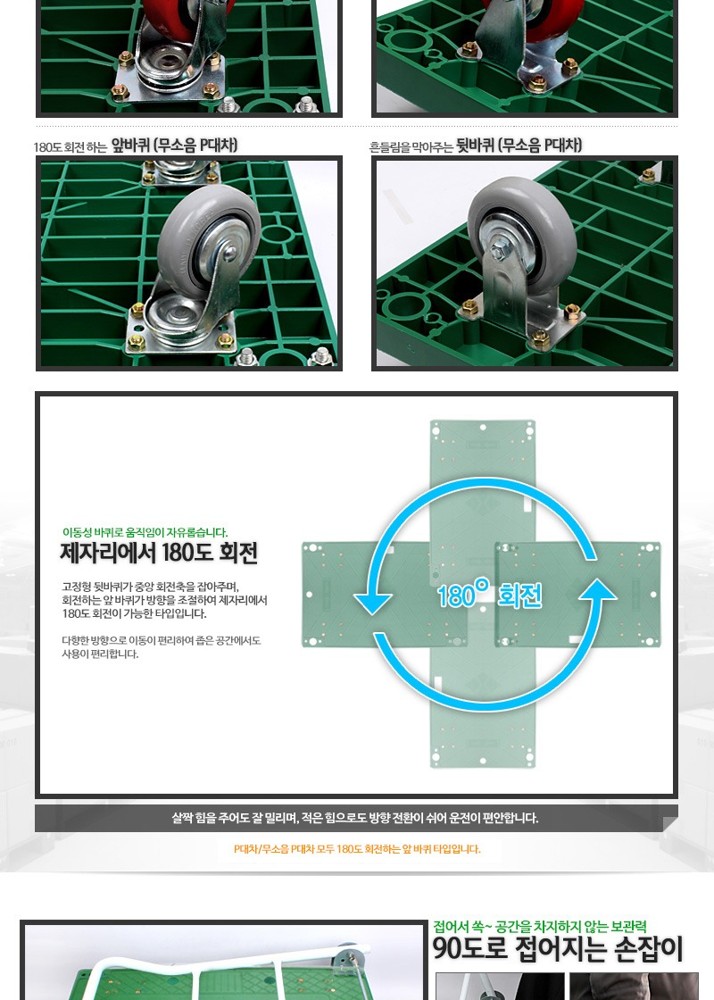 180도 회전 하는 앞바퀴 (무소음 P대차)
흔들림을 막아주는 뒷바퀴 (무소음 P대차)
이동성 바퀴로 움직임이 자유롭습니다.
제자리에서 180도 회전
고정형 뒷바퀴가 중앙 회전축을 잡아주며,
회전하는 앞 바퀴가 방향을 조절하여 제자리에서
180도 회전이 가능한 타입입니다.
다향한 방향으로 이동이 편리하여 좁은 공간에서도
사용이 편리합니다.
180° 회전
살짝 힘을 주어도 잘 밀리며, 적은 힘으로도 방향 전환이 쉬어 운전이 편안합니다.
P대차/무소음 P대차 모두 180도 회전하는 앞 바퀴 타입입니다.
접어서 쏙~ 공간을 차지하지 않는 보관력
90도로 접어지는 손잡이